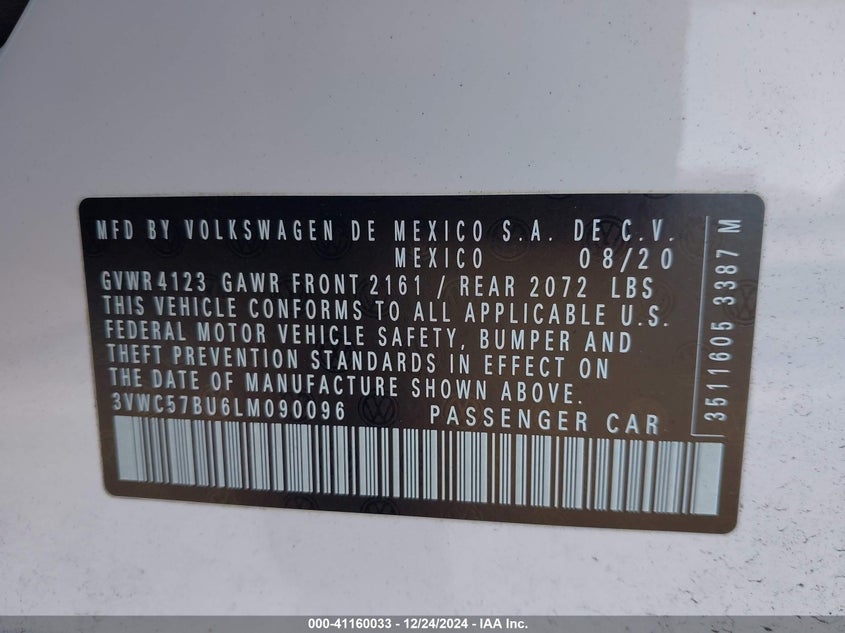 MFD BY VOLKSWAGEN DE MEXICO S.A. DE C.V.
MEXICO 08/20
GVWR 4123 GAWR FRONT 2161 / REAR 2072 LBS
THIS VEHICLE CONFORMS TO ALL APPLICABLE U.S.
FEDERAL MOTOR VEHICLE SAFETY, BUMPER AND
THEFT PREVENTION STANDARDS IN EFFECT ON
THE DATE OF MANUFACTURE SHOWN ABOVE.
3VWC57BU6LM090096 PASSENGER CAR
3511605 3387 M
000-41160033 - 12/24/2024 - IAA Inc.